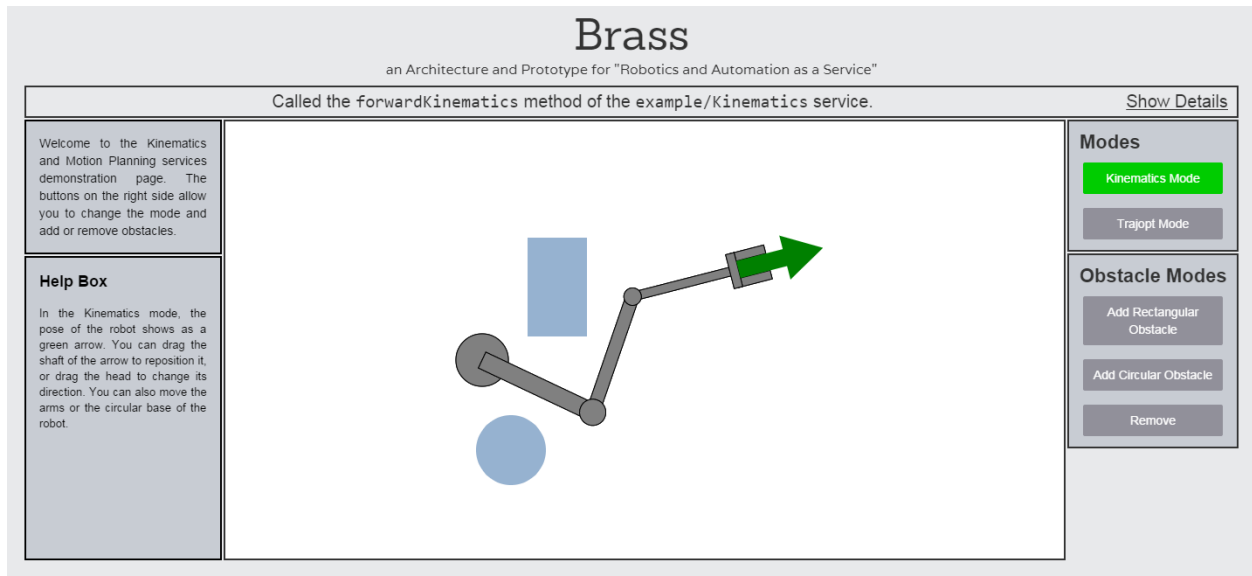 Brass
an Architecture and Prototype for "Robotics and Automation as a Service"
Called the forwardKinematics method of the example/Kinematics service.
Show Details
Welcome to the Kinematics
and Motion Planning services
demonstration page. The
buttons on the right side allow
you to change the mode and
add or remove obstacles.
Help Box
In the Kinematics mode, the
pose of the robot shows as a
green arrow. You can drag the
shaft of the arrow to reposition it,
or drag the head to change its
direction. You can also move the
arms or the circular base of the
robot.
Modes
Kinematics Mode
Trajopt Mode
Obstacle Modes
Add Rectangular
Obstacle
Add Circular Obstacle
Remove